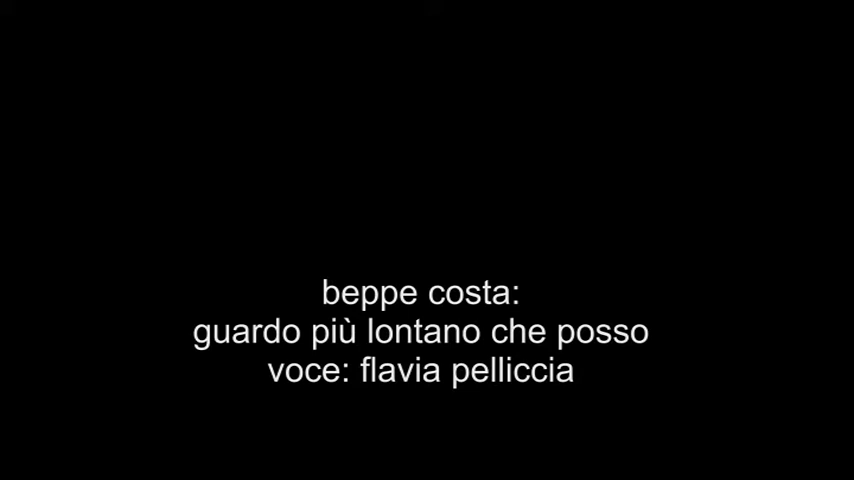 beppe costa:
guardo più lontano che posso
voce: flavia pelliccia